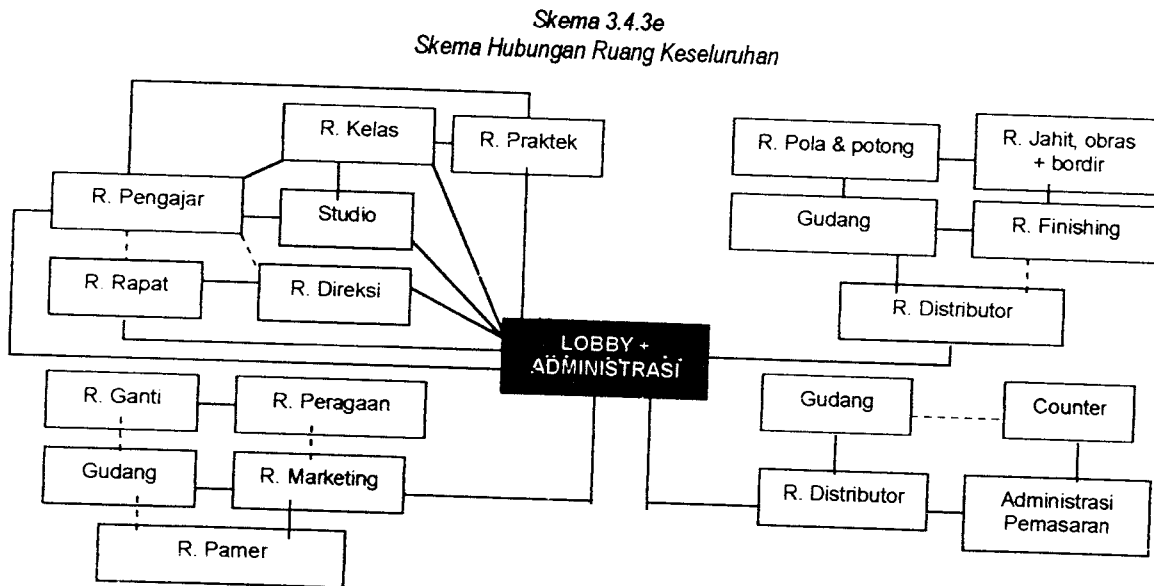 Skema 3.4.3e
Skema Hubungan Ruang Keseluruhan
R. Kelas
R. Praktek
R. Pengajar
Studio
R. Rapat
R. Direksi
R. Pola & potong
R. Jahit, obras
+ bordir
Gudang
R. Finishing
R. Distributor
LOBBY +
ADMINISTRASI
R. Ganti
R. Peragaan
Gudang
R. Marketing
R. Pamer
Gudang
Counter
R. Distributor
Administrasi
Pemasaran